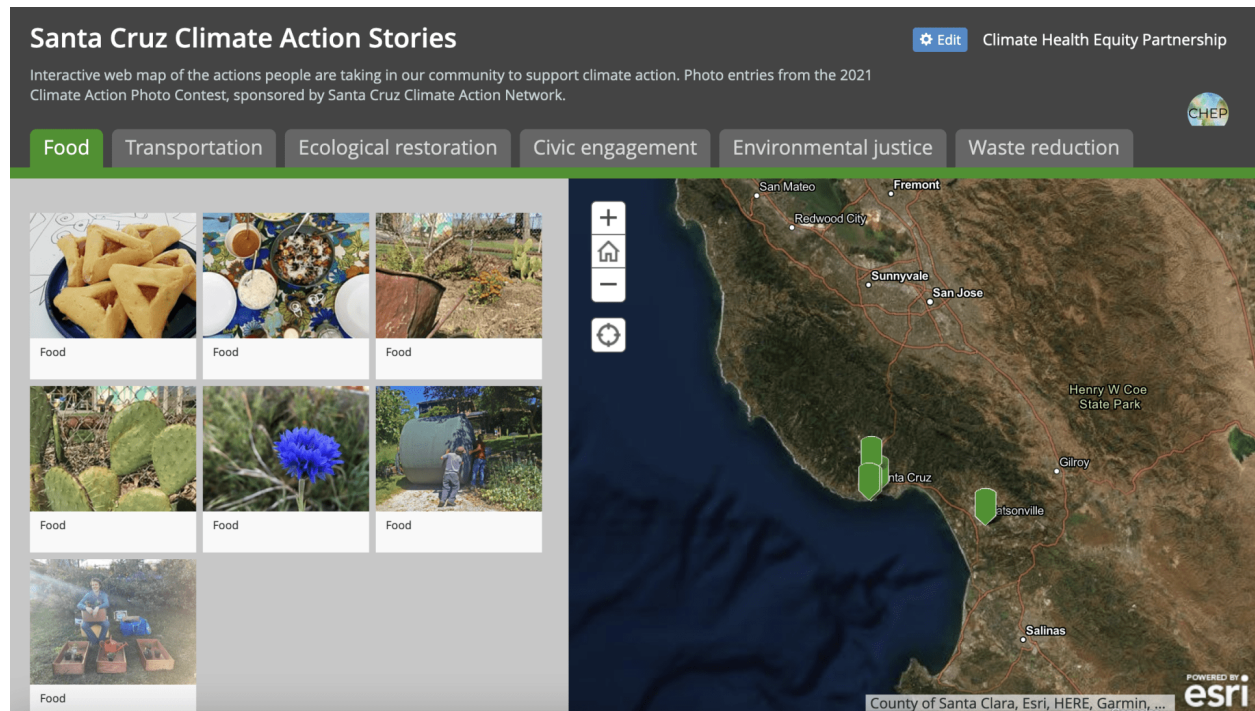 Santa Cruz Climate Action Stories
Edit
Climate Health Equity Partnership
Interactive web map of the actions people are taking in our community to support climate action. Photo entries from the 2021
Climate Action Photo Contest, sponsored by Santa Cruz Climate Action Network.
CHEP
Food
Transportation
Ecological restoration
Civic engagement
Environmental justice
Waste reduction
Food
Food
Food
Food
Food
Food
Food
San Mateo
Fremont
Redwood City
Sunnyvale
San Jose
Henry W Coe
State Park
Gilroy
nta Cruz
atsonville
Salinas
POWERED BY
esri
County of Santa Clara, Esri, HERE, Garmin, ...